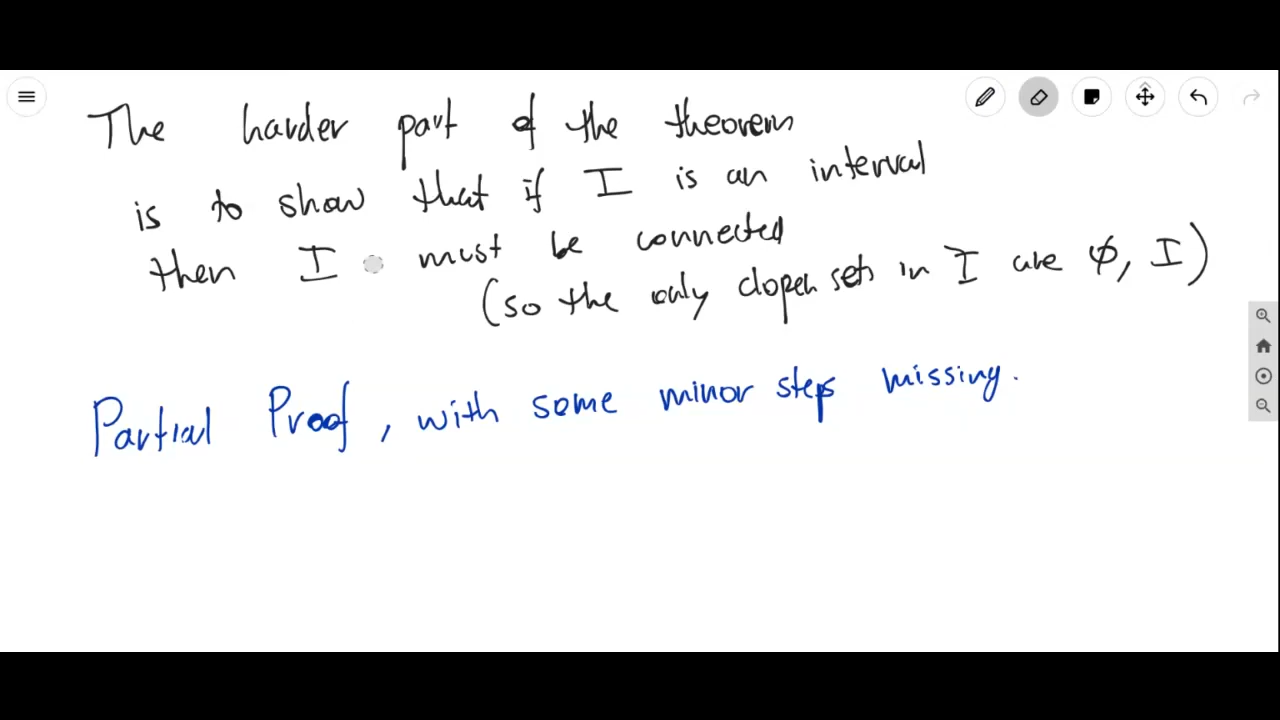 The harder part of the theorem
is to show that if I is an interval
then I must be connected
(so the only clopen sets in I are φ, I)
Partial Proof, with some minor steps missing.